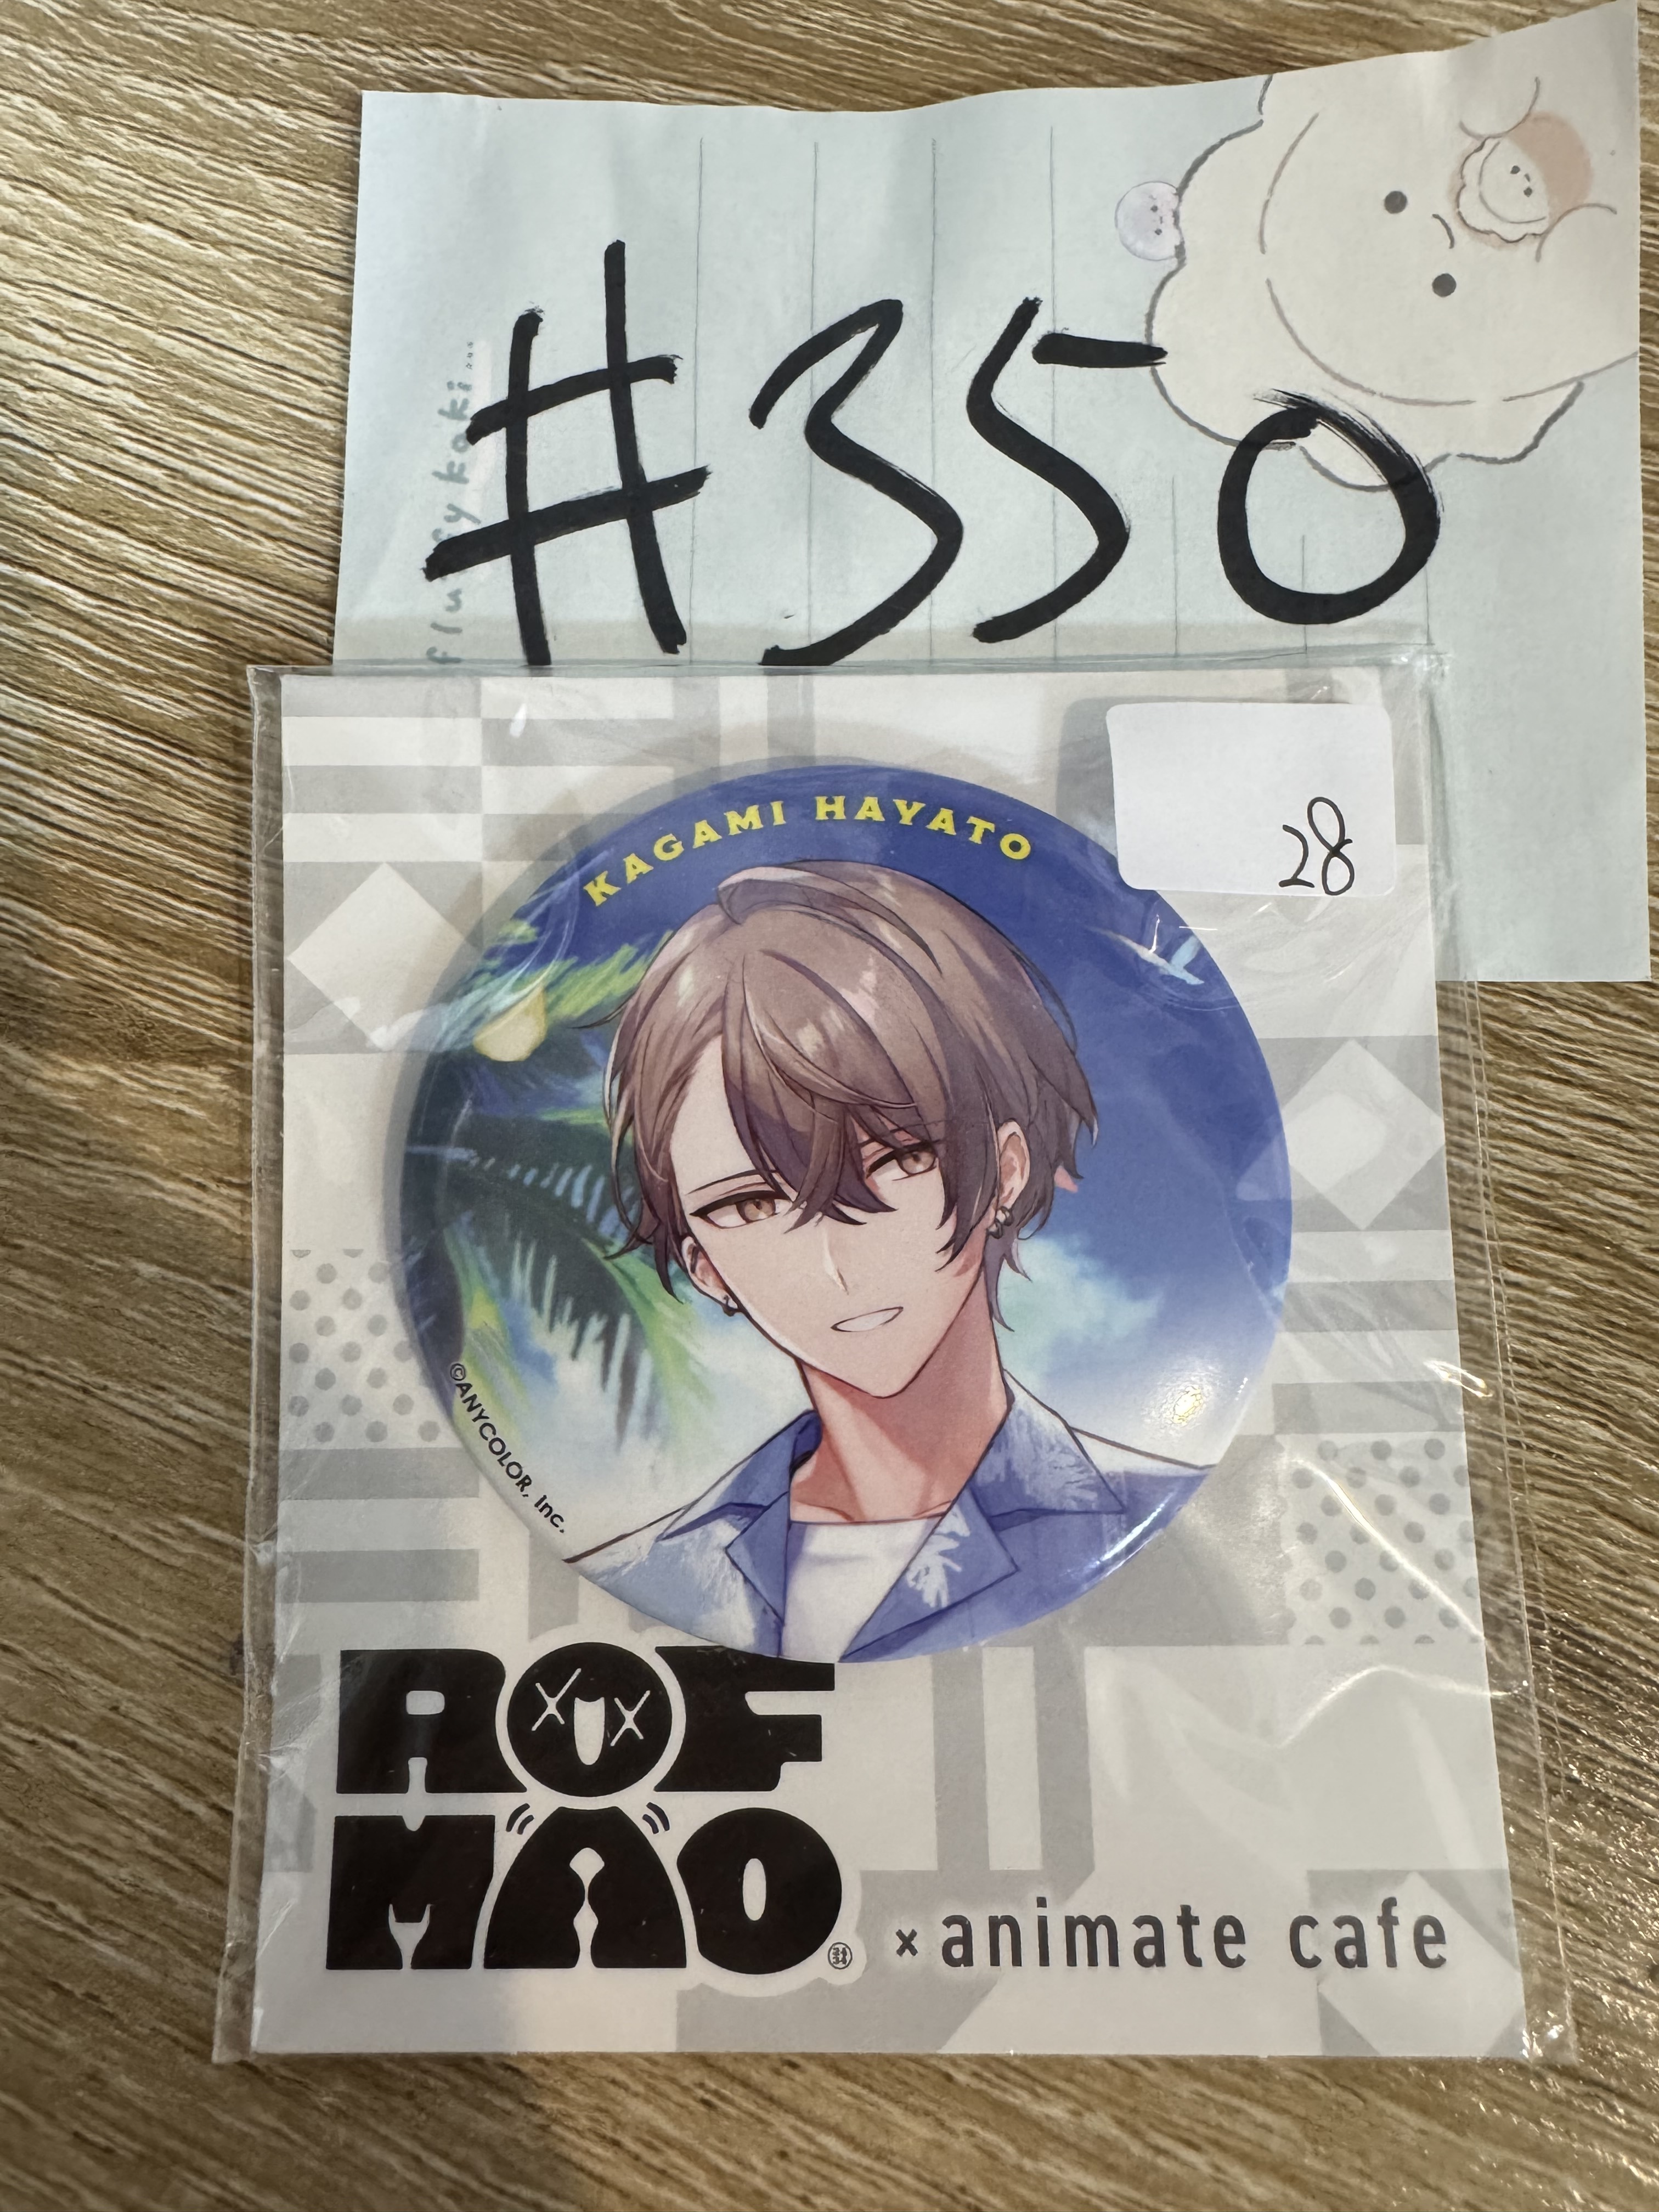 #350
fluffy koki...
28
KAGAMI HAYATO
©ANYCOLOR, Inc.
ROF
MAO
× animate cafe